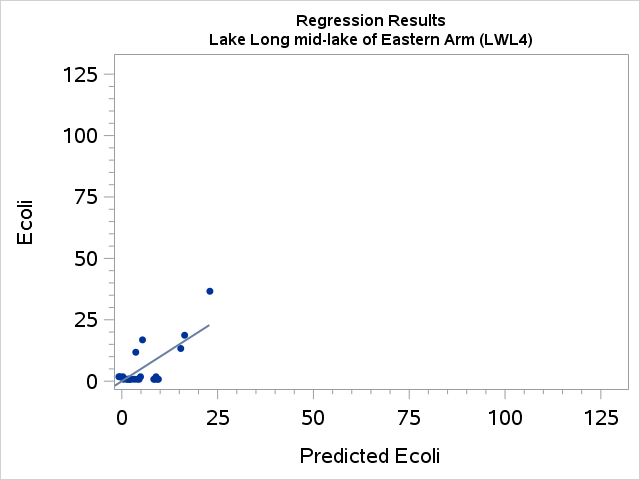 Regression Results
Lake Long mid-lake of Eastern Arm (LWL4)
125
100
75
50
25
0
Ecoli
0 25 50 75 100 125
Predicted Ecoli